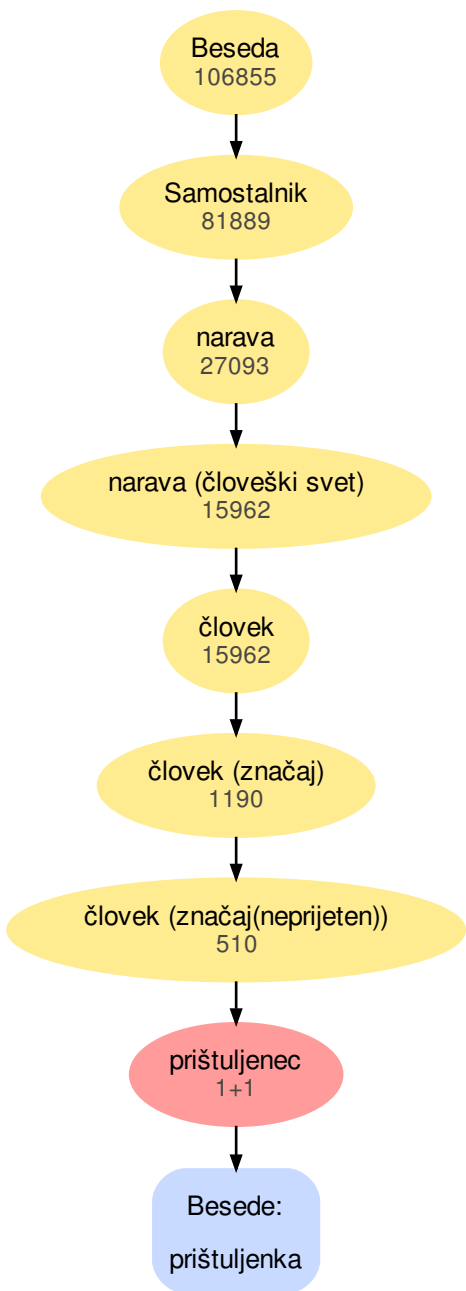 Beseda
106855
Samostalnik
81889
narava
27093
narava (človeški svet)
15962
človek
15962
človek (značaj)
1190
človek (značaj(neprijeten))
510
prištuljenec
1+1
Besede:
prištuljenka